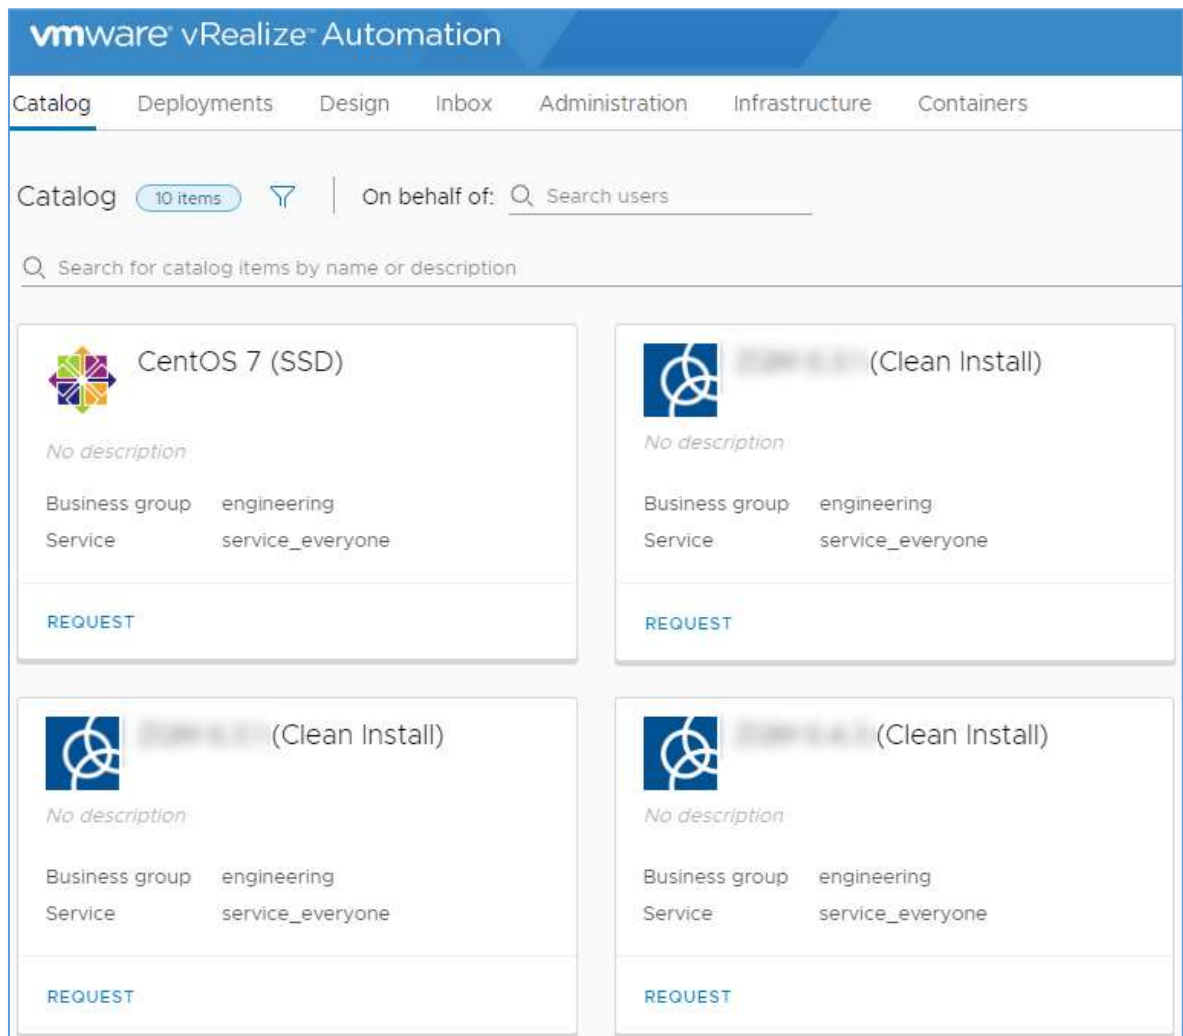 vmware® vRealize™ Automation
Catalog Deployments Design Inbox Administration Infrastructure Containers
Catalog 10 items On behalf of: Search users
Search for catalog items by name or description
CentOS 7 (SSD)
No description
Business group engineering
Service service_everyone
REQUEST
(Clean Install)
No description
Business group engineering
Service service_everyone
REQUEST
(Clean Install)
No description
Business group engineering
Service service_everyone
REQUEST
(Clean Install)
No description
Business group engineering
Service service_everyone
REQUEST